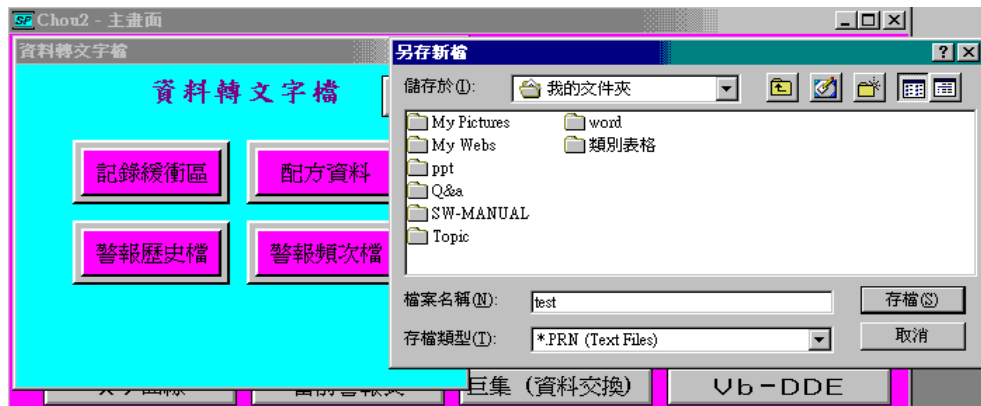 SP Chou2 - 主畫面
資料轉文字檔
資料轉文字檔
記錄緩衝區
配方資料
警報歷史檔
警報頻次檔
另存新檔
儲存於(I):
我的文件夾
My Pictures
My Webs
ppt
Q&a
SW-MANUAL
Topic
word
類別表格
檔案名稱(N):
test
存檔(S)
存檔類型(T):
*.PRN (Text Files)
取消
巨集（資料交換)
Vb-DDE